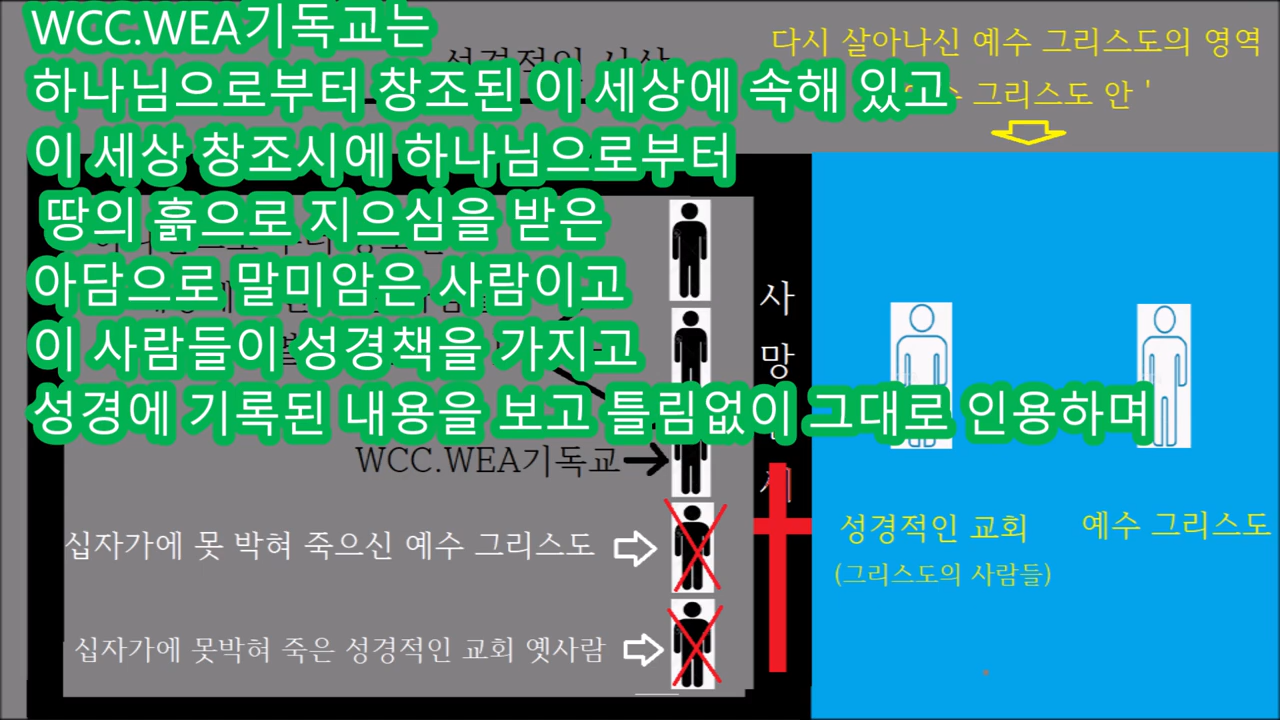 WCC.WEA기독교는
하나님으로부터 창조된 이 세상에 속해 있고
이 세상 창조시에 하나님으로부터
땅의 흙으로 지으심을 받은
아담으로 말미암은 사람이고
이 사람들이 성경책을 가지고
성경에 기록된 내용을 보고 틀림없이 그대로 인용하며
다시 살아나신 예수 그리스도의 영역
그리스도 안 '
사
망
WCC.WEA기독교
십자가에 못 박혀 죽으신 예수 그리스도
십자가에 못박혀 죽은 성경적인 교회 옛사람
성경적인 교회
(그리스도의 사람들)
예수 그리스도